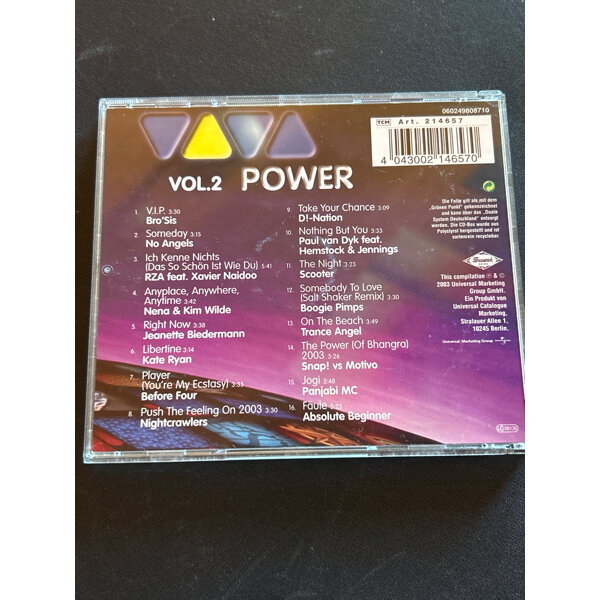 060249808710
TCM Art. 214657
4 043002 146570
VOL.2 POWER
1. V.I.P. 3:30
Bro'Sis
2. Someday 4:15
No Angels
3. Ich Kenne Nichts
(Das So Schön Ist Wie Du) 5:41
RZA feat. Xavier Naidoo
4. Anyplace, Anywhere,
Anytime 3:42
Nena & Kim Wilde
5. Right Now 3:38
Jeanette Biedermann
6. Libertine 3:14
Kate Ryan
7. Player
(You're My Ecstasy) 3:35
Before Four
8. Push The Feeling On 2003 3:30
Nightcrawlers
9. Take Your Chance 3:09
D!-Nation
10. Nothing But You 3:33
Paul van Dyk feat.
Hemstock & Jennings
11. The Night 3:23
Scooter
12. Somebody To Love
(Salt Shaker Remix) 3:30
Boogie Pimps
13. On The Beach 3:49
Trance Angel
14. The Power (Of Bhangra)
2003 3:26
Snap! vs Motivo
15. Jogi 3:48
Panjabi MC
16. Faule 3:23
Absolute Beginner
Die Folie gilt als mit dem
„Grünen Punkt" gekennzeichnet
und kann über das „Duale
System Deutschland" entsorgt
werden. Die CD-Box wurde aus
Polystyrol hergestellt und ist
sortenrein recyclebar.
This compilation ℗ & ©
2003 Universal Marketing
Group GmbH.
Ein Produkt von
Universal Catalogue
Marketing,
Stralauer Allee 1,
10245 Berlin.
Universal Marketing Group
UNIVERSAL